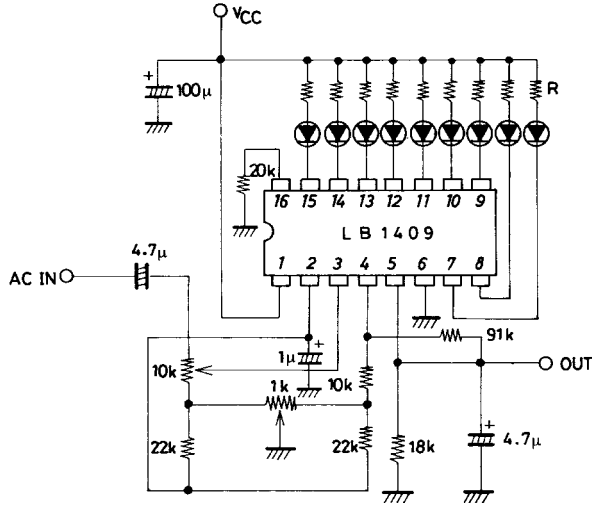 VCC
+
100μ
R
20k
16 15 14 13 12 11 10 9
LB1409
1 2 3 4 5 6 7 8
4.7μ
AC IN
91k
+
1μ
OUT
10k
10k
1k
+
22k
22k
18k
4.7μ